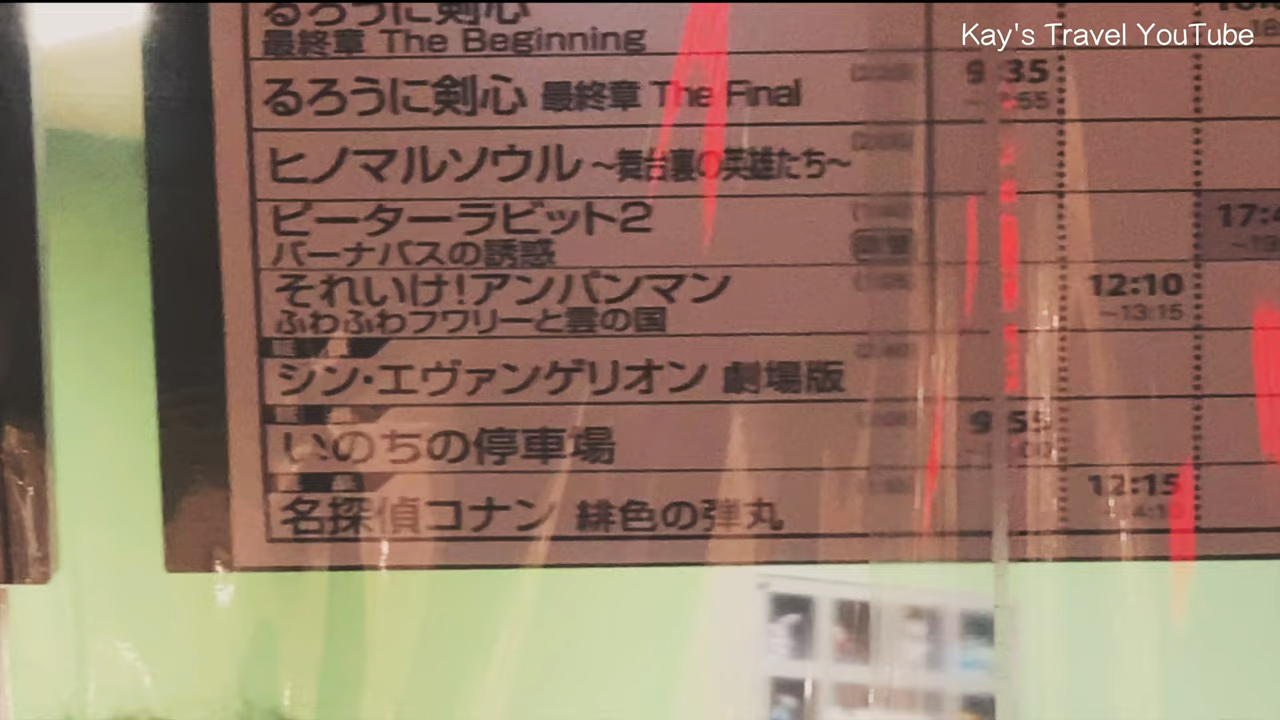 Kay's Travel YouTube
るろうに剣心
最終章 The Beginning
るろうに剣心 最終章 The Final
9:35
ヒノマルソウル ～舞台裏の英雄たち～
ピーターラビット2
バーナバスの誘惑
それいけ!アンパンマン
ふわふわフワリーと雲の国
12:10
～13:15
シン・エヴァンゲリオン 劇場版
いのちの停車場
9:55
名探偵コナン 緋色の弾丸
12:15